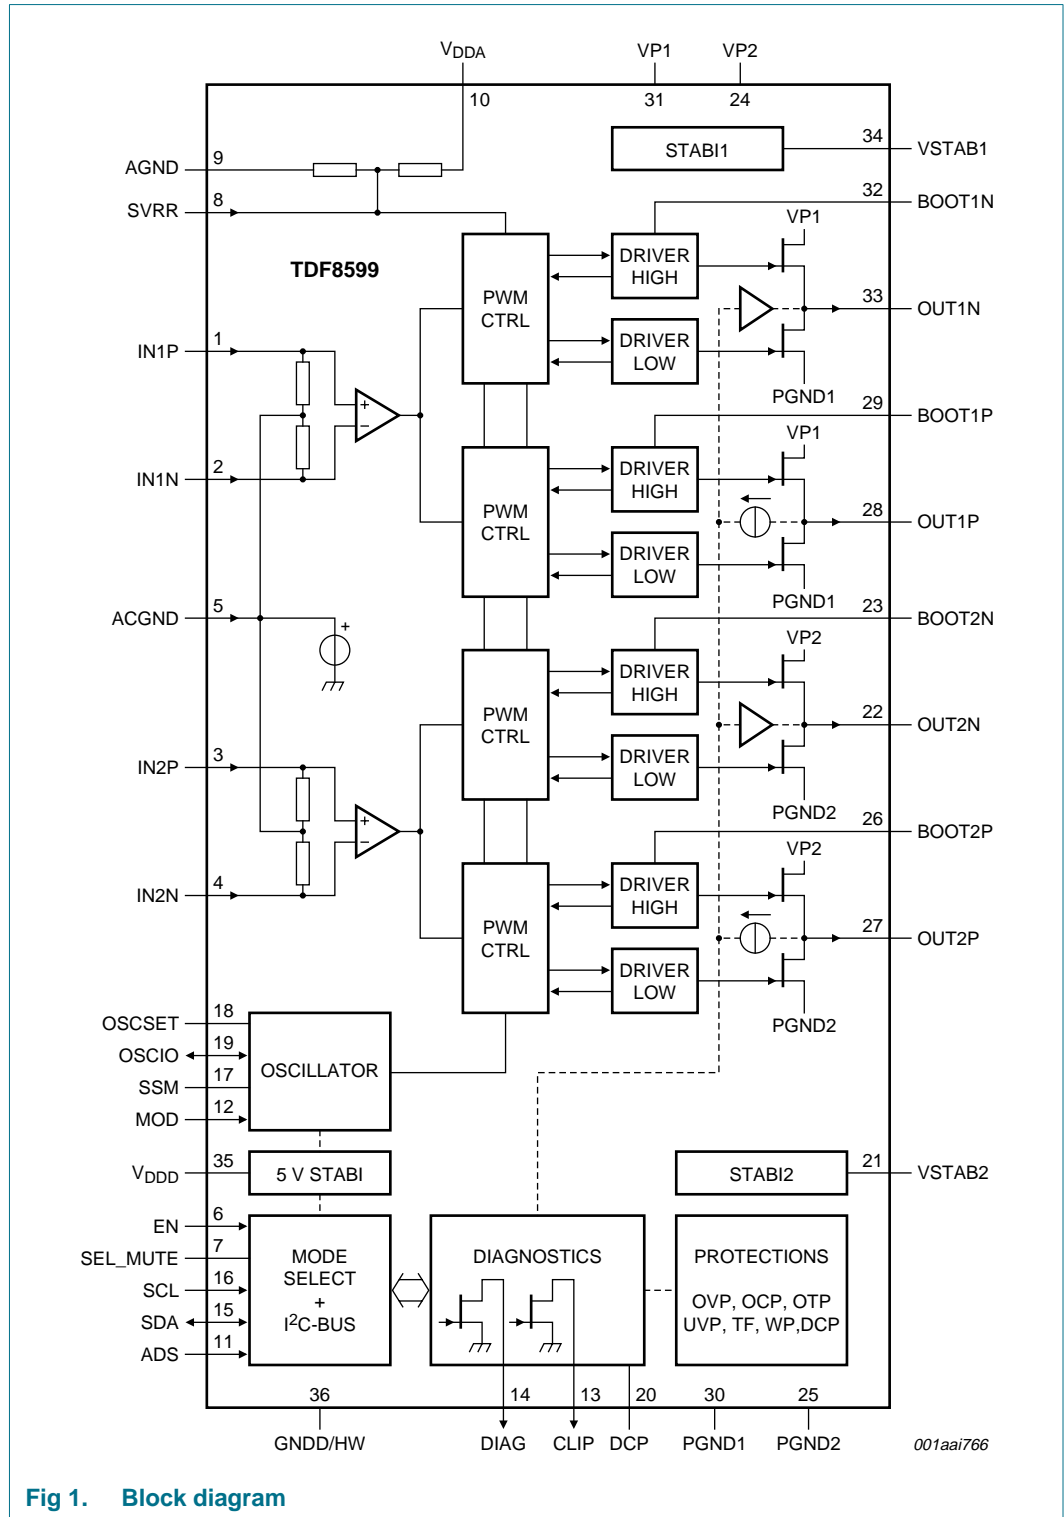 VDDA
VP1
VP2
10
31
24
AGND
9
STABI1
34
VSTAB1
SVRR
8
32
BOOT1N
VP1
TDF8599
PWM
CTRL
DRIVER
HIGH
33
OUT1N
IN1P
1
DRIVER
LOW
PGND1
+
−
29
BOOT1P
VP1
IN1N
2
PWM
CTRL
DRIVER
HIGH
28
OUT1P
DRIVER
LOW
PGND1
ACGND
5
+
23
BOOT2N
VP2
PWM
CTRL
DRIVER
HIGH
22
OUT2N
IN2P
3
DRIVER
LOW
PGND2
+
−
26
BOOT2P
VP2
IN2N
4
PWM
CTRL
DRIVER
HIGH
27
OUT2P
DRIVER
LOW
PGND2
OSCSET
18
OSCIO
19
OSCILLATOR
SSM
17
MOD
12
VDDD
35
5 V STABI
STABI2
21
VSTAB2
EN
6
SEL_MUTE
7
SCL
16
SDA
15
ADS
11
MODE
SELECT
+
I2C-BUS
DIAGNOSTICS
PROTECTIONS
OVP, OCP, OTP
UVP, TF, WP,DCP
36
14
13
20
30
25
GNDD/HW
DIAG
CLIP
DCP
PGND1
PGND2
001aai766
Fig 1. Block diagram